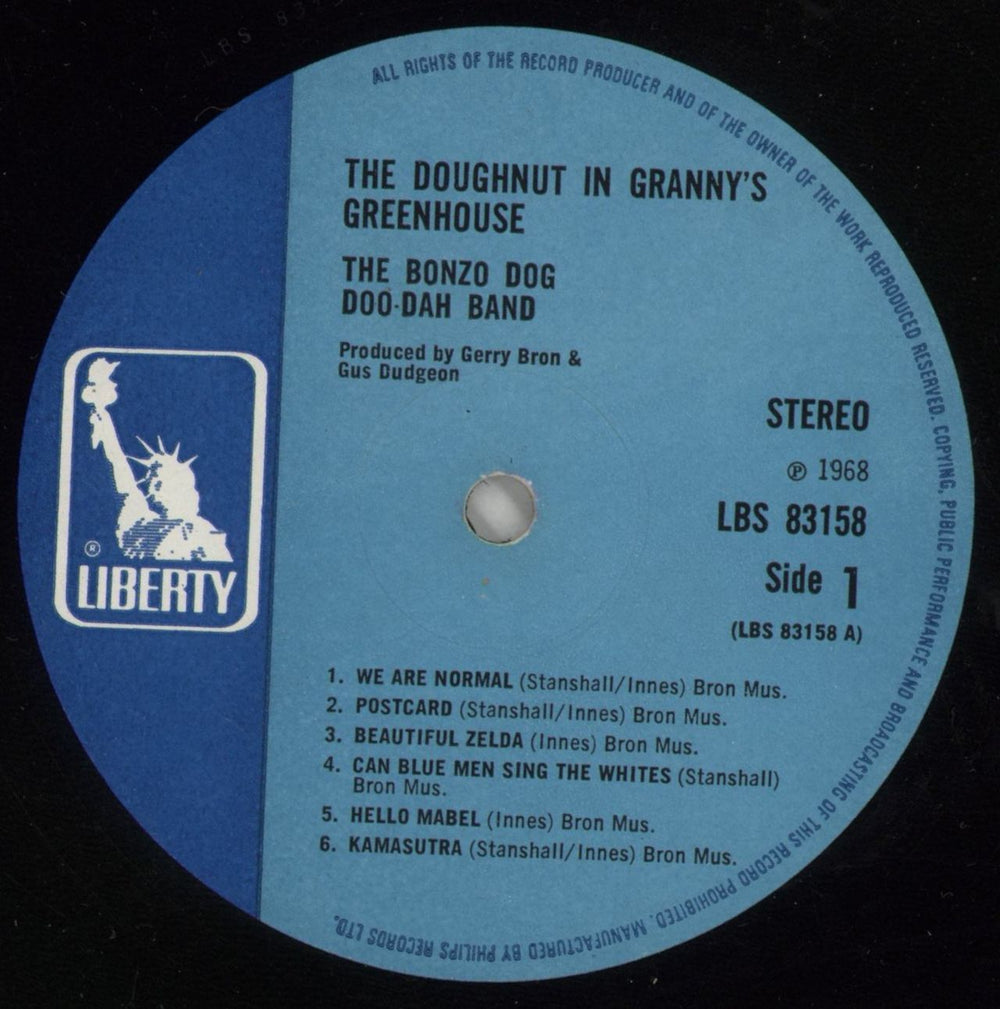 ALL RIGHTS OF THE RECORD PRODUCER AND OF THE OWNER OF THE WORK REPRODUCED RESERVED. COPYING, PUBLIC PERFORMANCE AND BROADCASTING OF THIS RECORD PROHIBITED. MANUFACTURED BY PHILIPS RECORDS LTD.
THE DOUGHNUT IN GRANNY'S
GREENHOUSE
THE BONZO DOG
DOO-DAH BAND
Produced by Gerry Bron &
Gus Dudgeon
STEREO
℗ 1968
LBS 83158
Side 1
(LBS 83158 A)
®
LIBERTY
1. WE ARE NORMAL (Stanshall/Innes) Bron Mus.
2. POSTCARD (Stanshall/Innes) Bron Mus.
3. BEAUTIFUL ZELDA (Innes) Bron Mus.
4. CAN BLUE MEN SING THE WHITES (Stanshall)
Bron Mus.
5. HELLO MABEL (Innes) Bron Mus.
6. KAMASUTRA (Stanshall/Innes) Bron Mus.